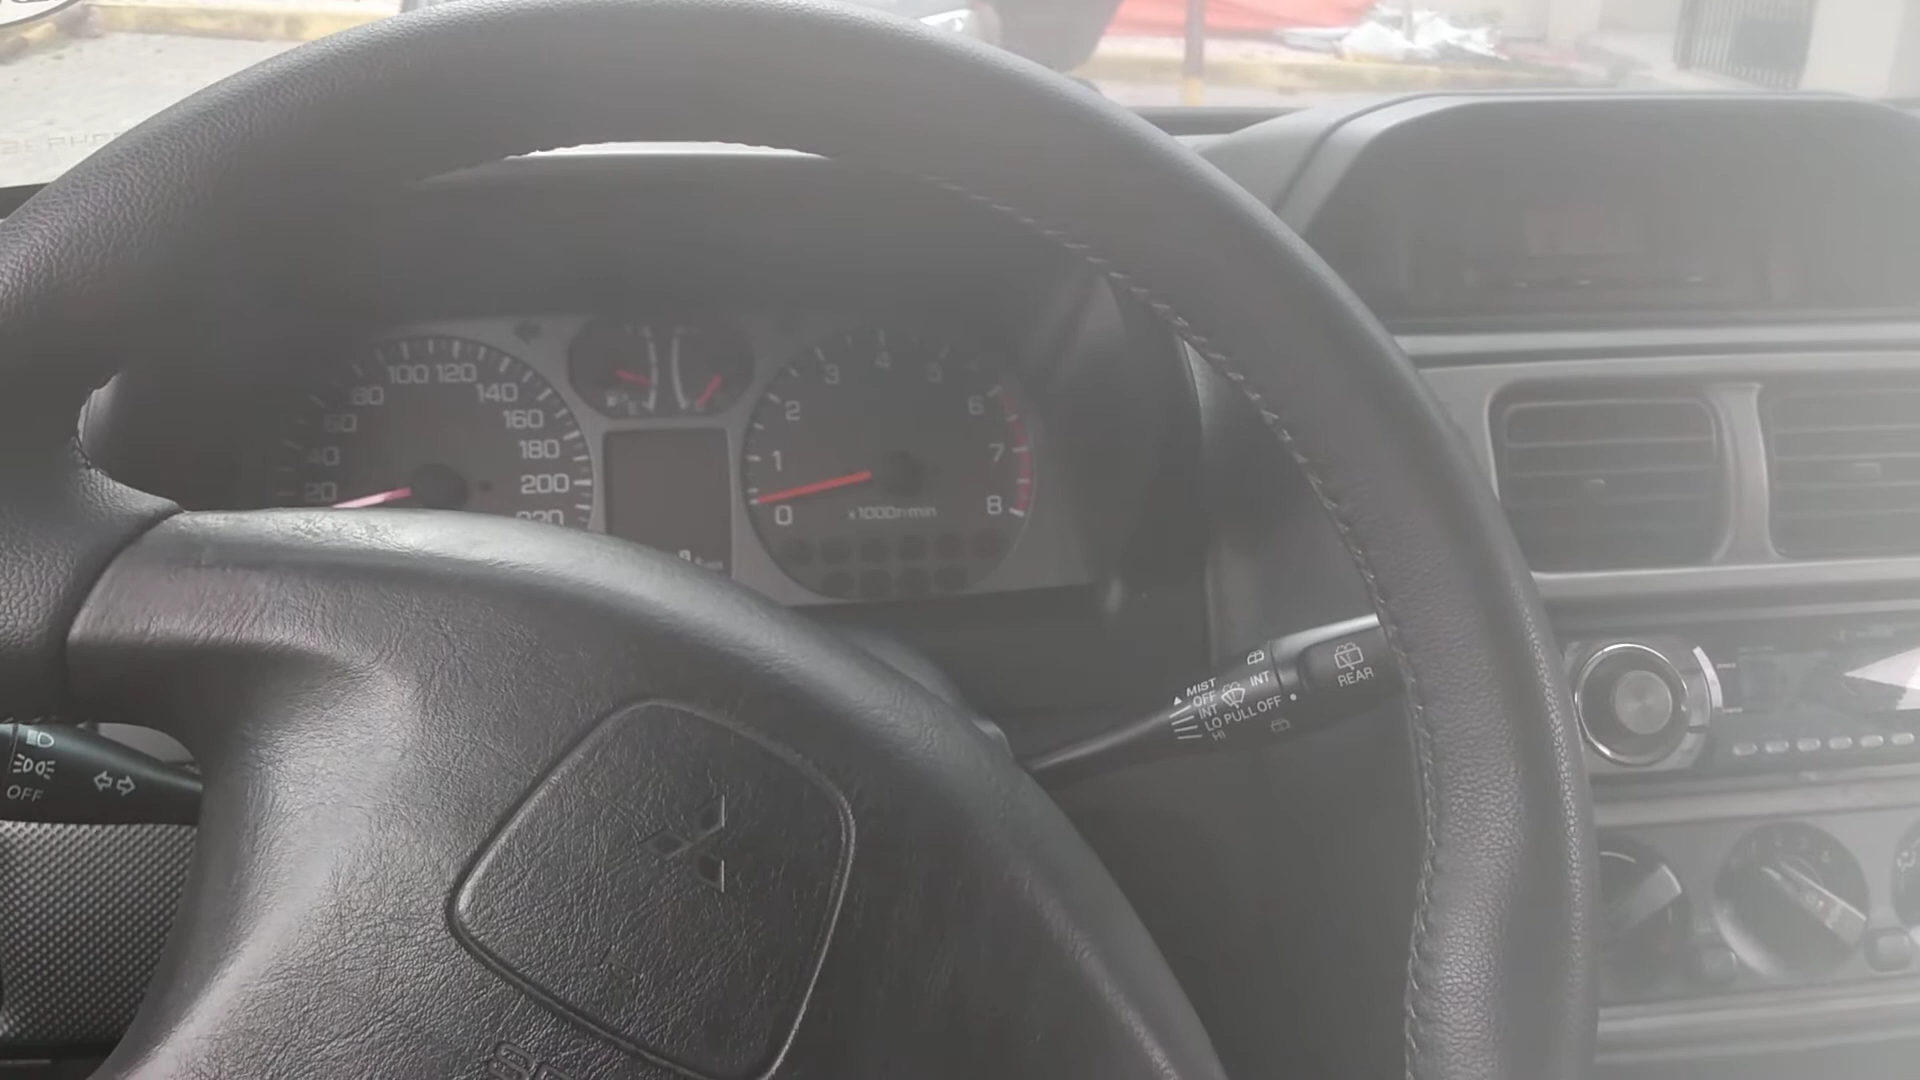 100 120
80 140
60 160
40 180
20 200
220
3 4 5
2 6
1 7
0 8
x1000r/min
F
E
C
MIST
OFF INT
INT
LO PULL OFF
HI
REAR
OFF